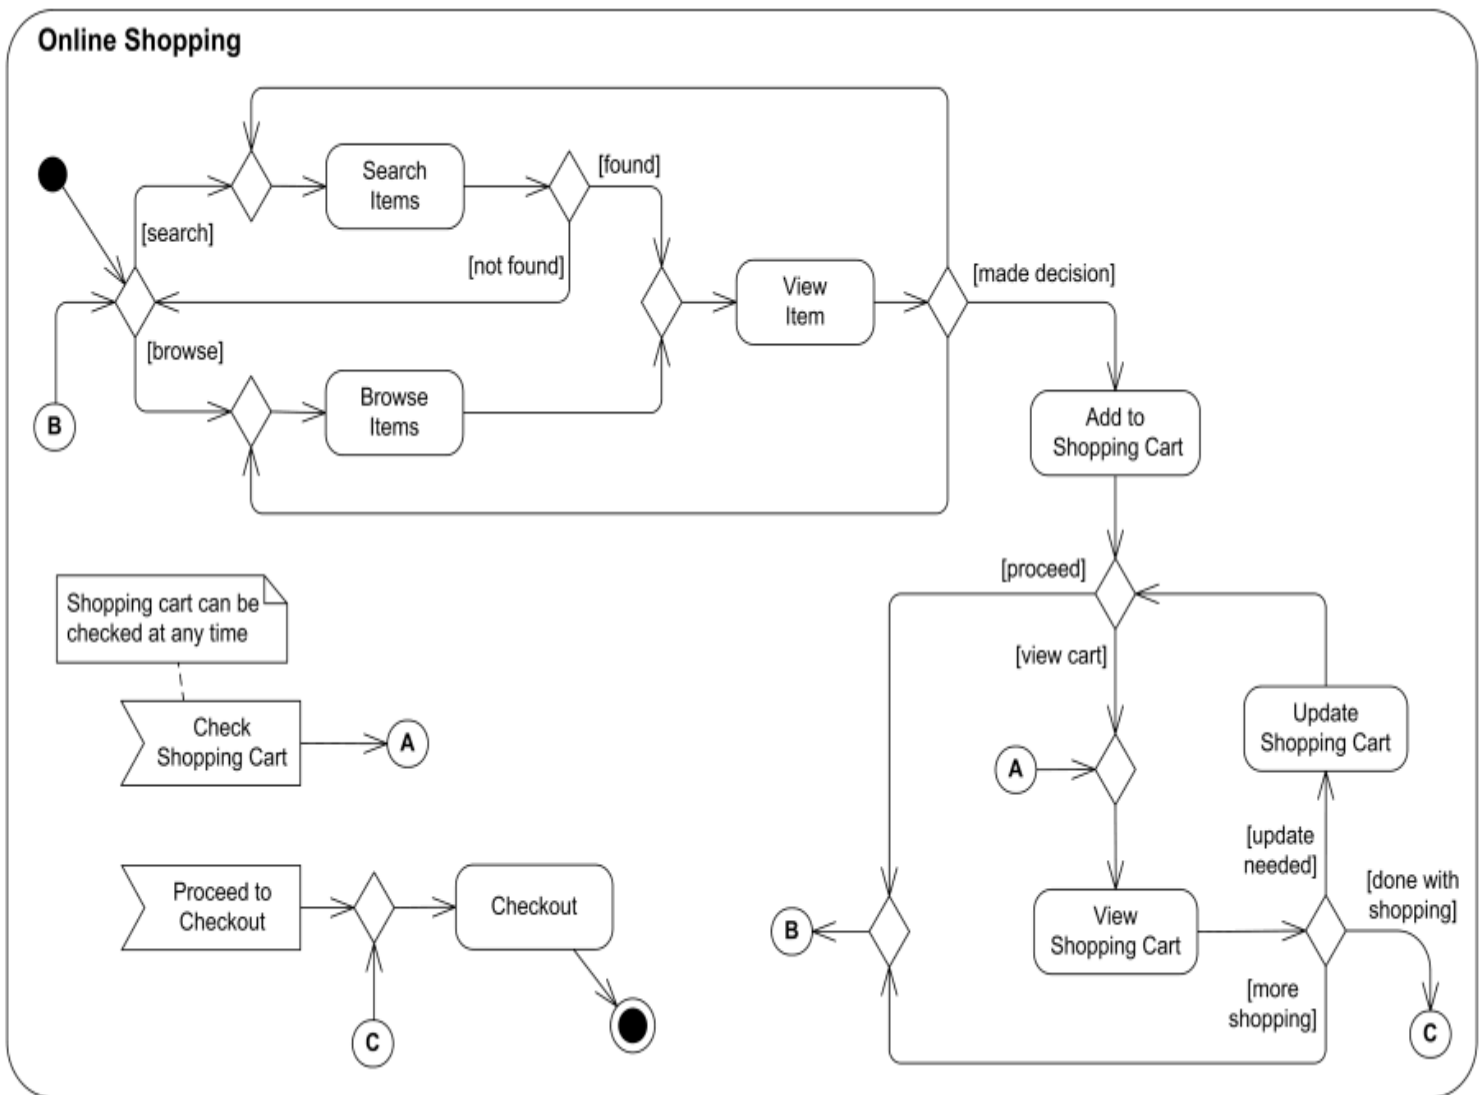 Online Shopping
Search
Items
[found]
[search]
[not found]
View
Item
[made decision]
[browse]
Browse
Items
B
Add to
Shopping Cart
[proceed]
Shopping cart can be
checked at any time
[view cart]
Check
Shopping Cart
A
A
Update
Shopping Cart
[update
needed]
[done with
shopping]
Proceed to
Checkout
Checkout
B
View
Shopping Cart
[more
shopping]
C
C